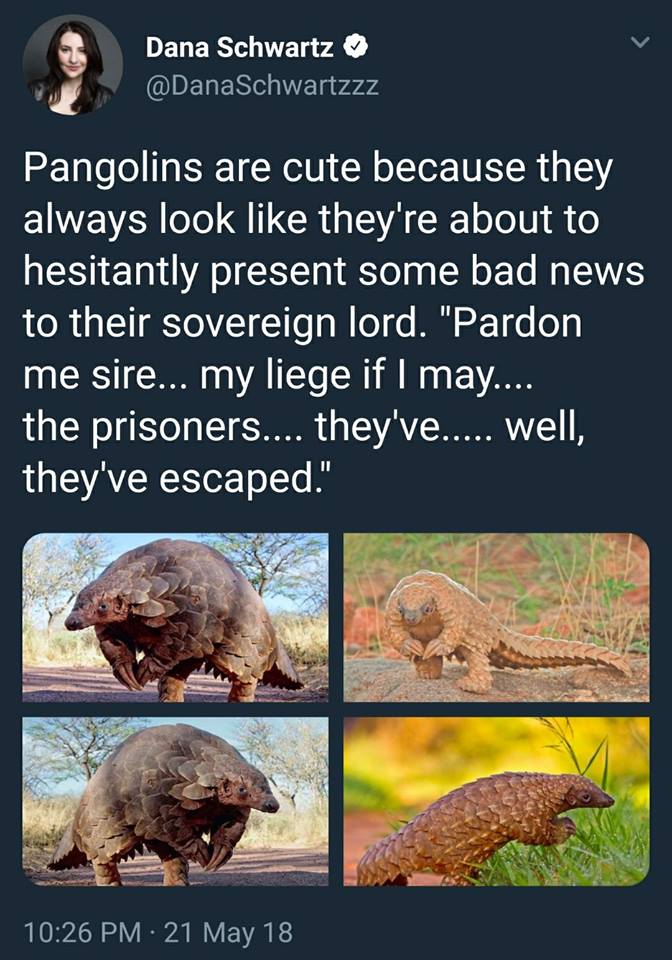 Dana Schwartz
@DanaSchwartzzz
Pangolins are cute because they
always look like they're about to
hesitantly present some bad news
to their sovereign lord. "Pardon
me sire... my liege if I may....
the prisoners.... they've..... well,
they've escaped."
10:26 PM · 21 May 18